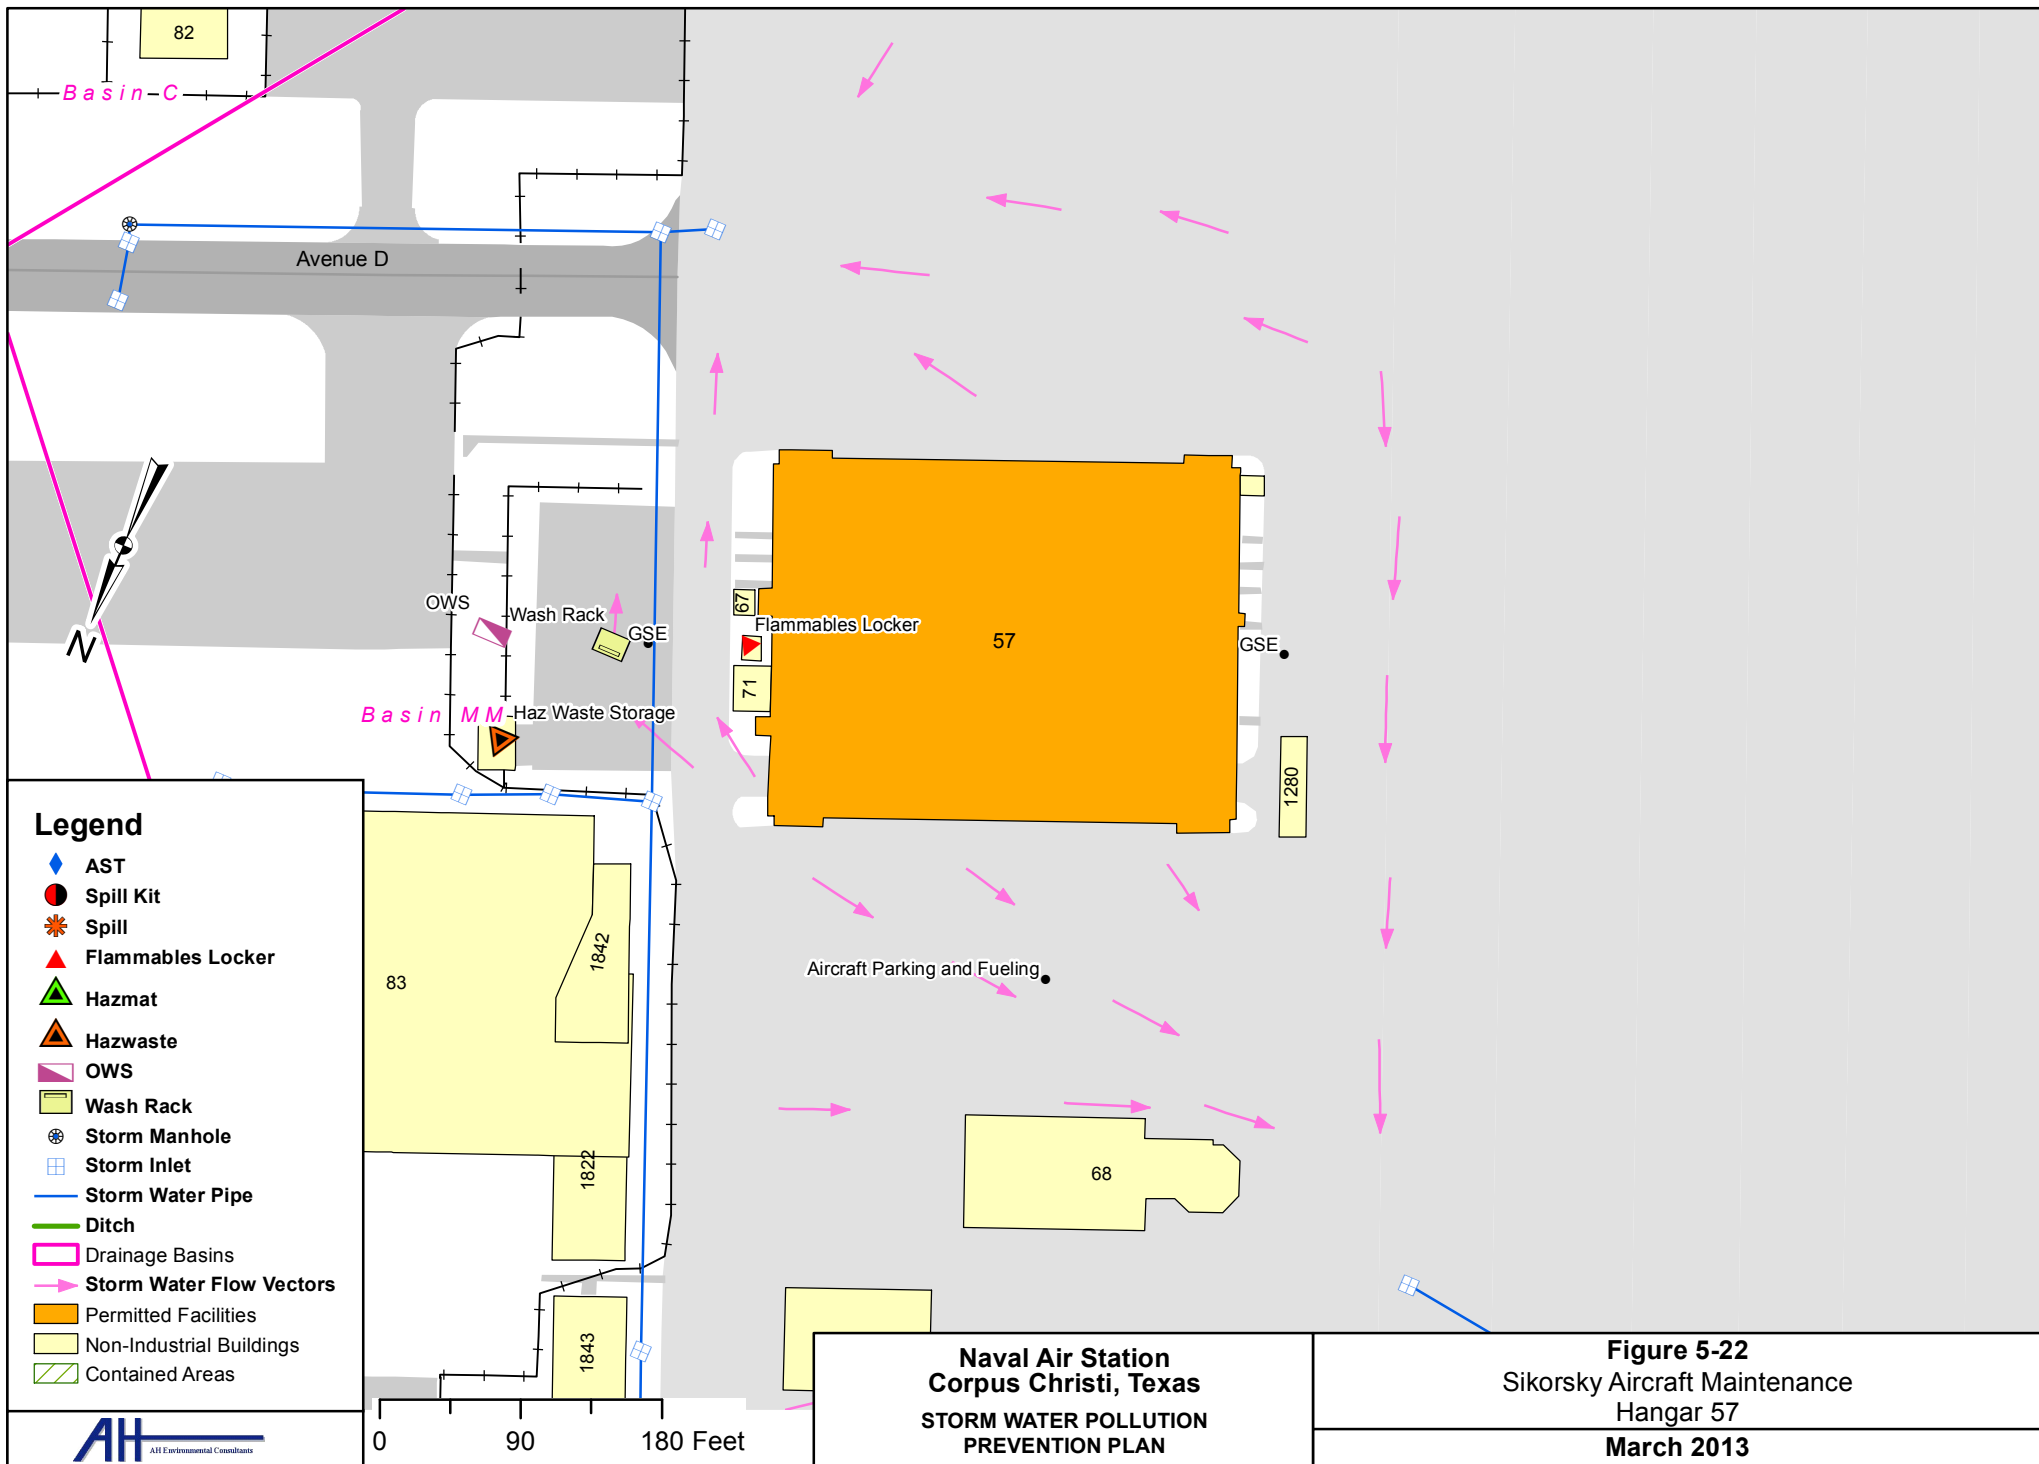 82
Basin C
Avenue D
OWS
Wash Rack
GSE
67
Flammables Locker
57
GSE
71
Basin MM
Haz Waste Storage
1280
N
83
1842
Aircraft Parking and Fueling
1822
68
1843
Legend
AST
Spill Kit
Spill
Flammables Locker
Hazmat
Hazwaste
OWS
Wash Rack
Storm Manhole
Storm Inlet
Storm Water Pipe
Ditch
Drainage Basins
Storm Water Flow Vectors
Permitted Facilities
Non-Industrial Buildings
Contained Areas
AH AH Environmental Consultants
0 90 180 Feet
Naval Air Station
Corpus Christi, Texas
STORM WATER POLLUTION
PREVENTION PLAN
Figure 5-22
Sikorsky Aircraft Maintenance
Hangar 57
March 2013